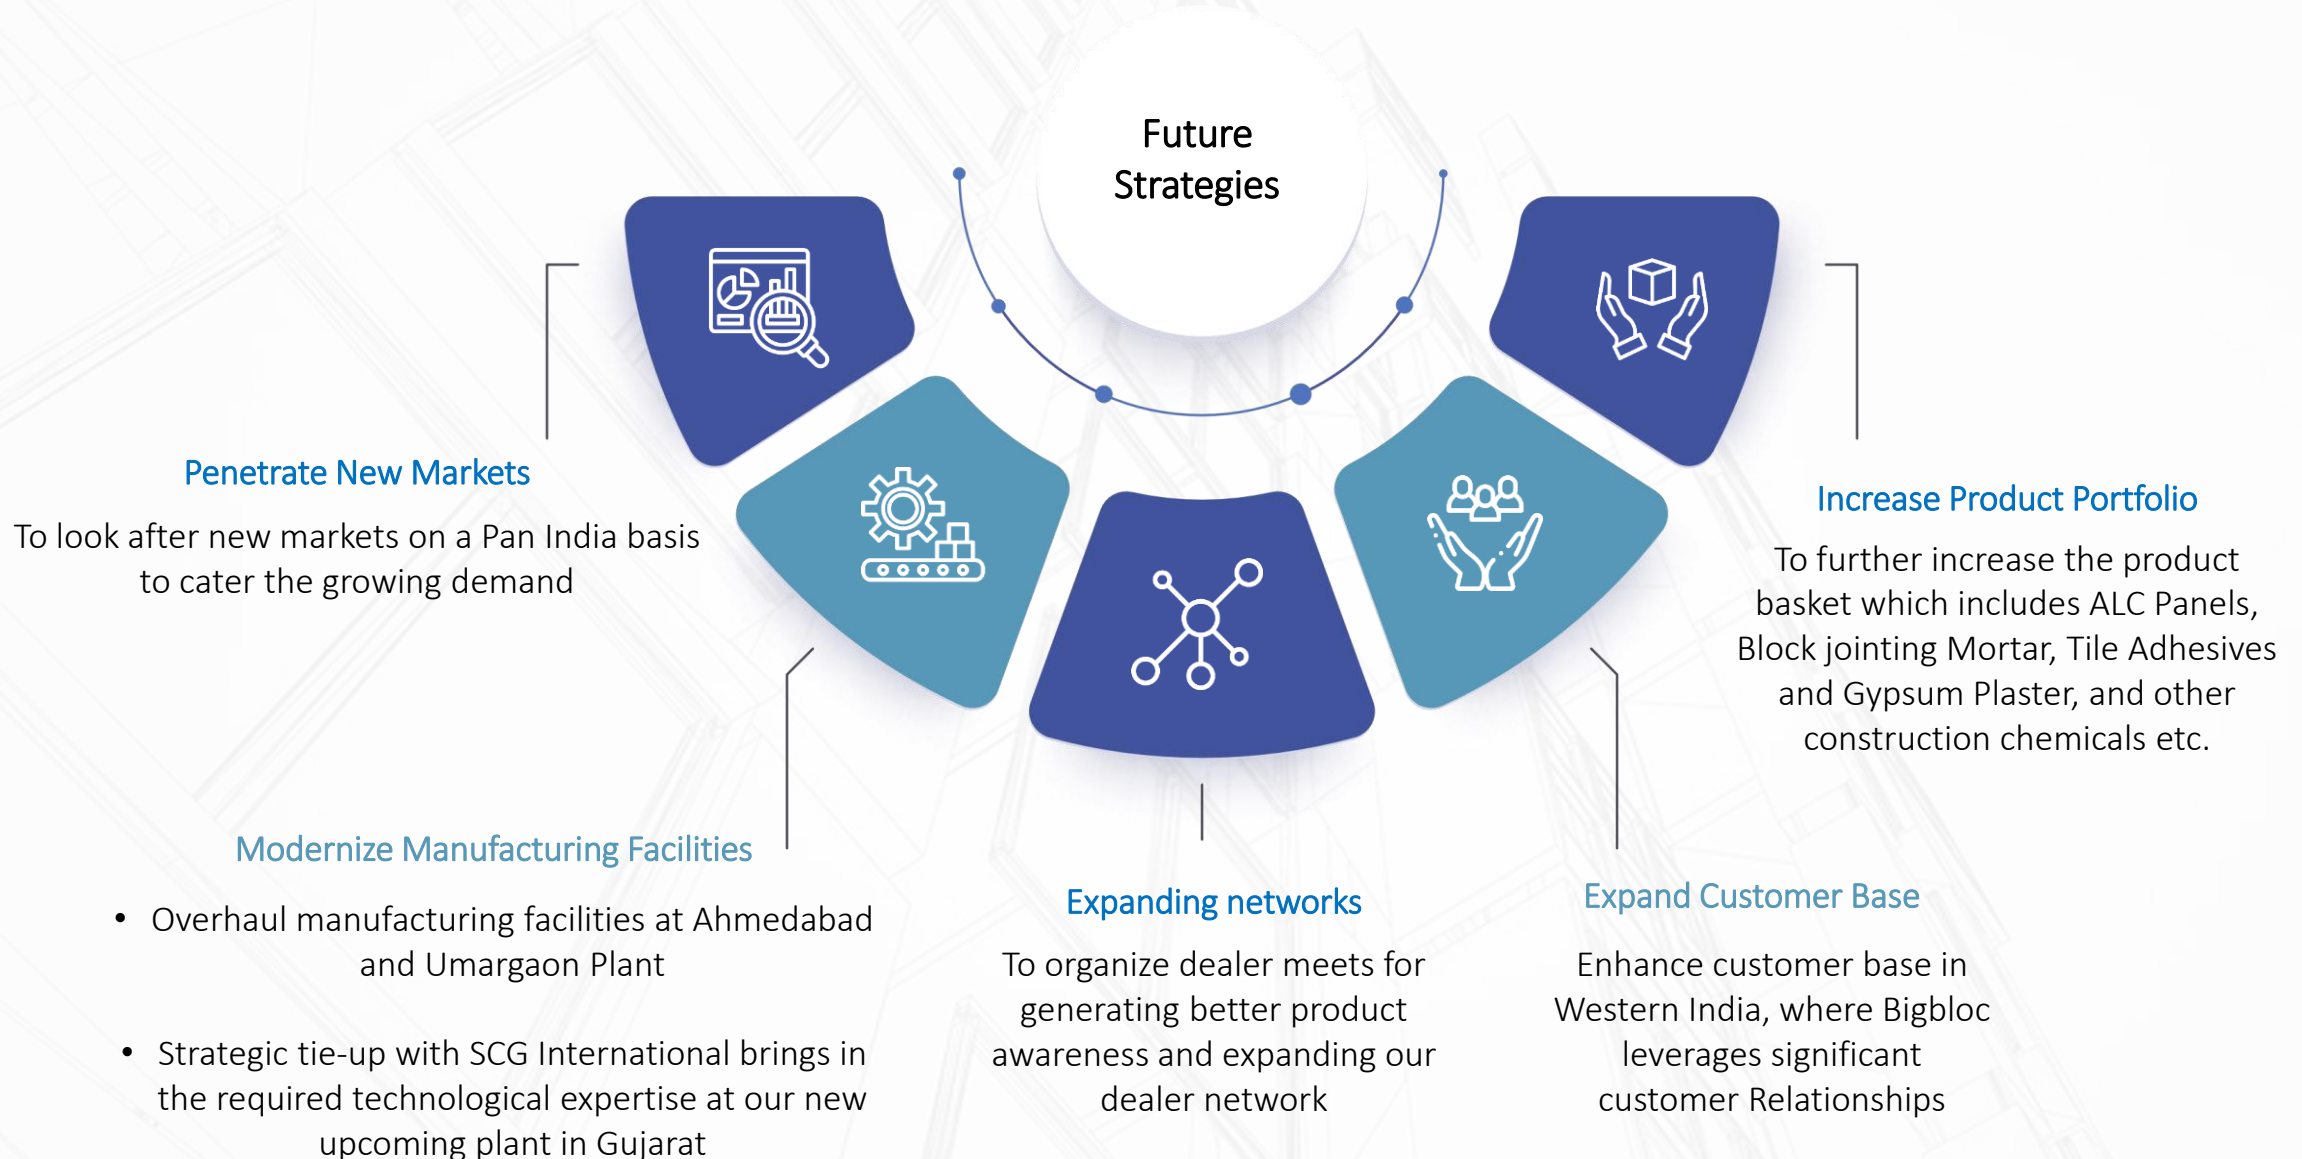 Future
Strategies
Penetrate New Markets
To look after new markets on a Pan India basis
to cater the growing demand
Modernize Manufacturing Facilities
• Overhaul manufacturing facilities at Ahmedabad
and Umargaon Plant
• Strategic tie-up with SCG International brings in
the required technological expertise at our new
upcoming plant in Gujarat
Expanding networks
To organize dealer meets for
generating better product
awareness and expanding our
dealer network
Expand Customer Base
Enhance customer base in
Western India, where Bigbloc
leverages significant
customer Relationships
Increase Product Portfolio
To further increase the product
basket which includes ALC Panels,
Block jointing Mortar, Tile Adhesives
and Gypsum Plaster, and other
construction chemicals etc.